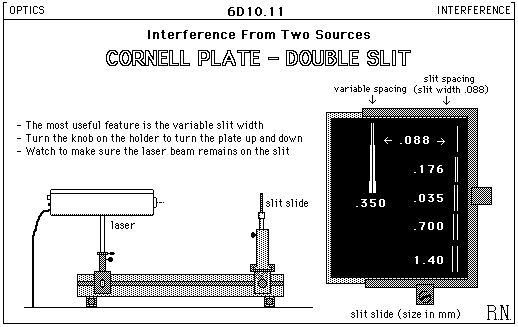 OPTICS
6D10.11
INTERFERENCE
Interference From Two Sources
CORNELL PLATE - DOUBLE SLIT
variable spacing
slit spacing
(slit width .088)
- The most useful feature is the variable slit width
- Turn the knob on the holder to turn the plate up and down
- Watch to make sure the laser beam remains on the slit
← .088 →
.176
.035
.350
.700
1.40
laser
slit slide
slit slide (size in mm)
R.N.